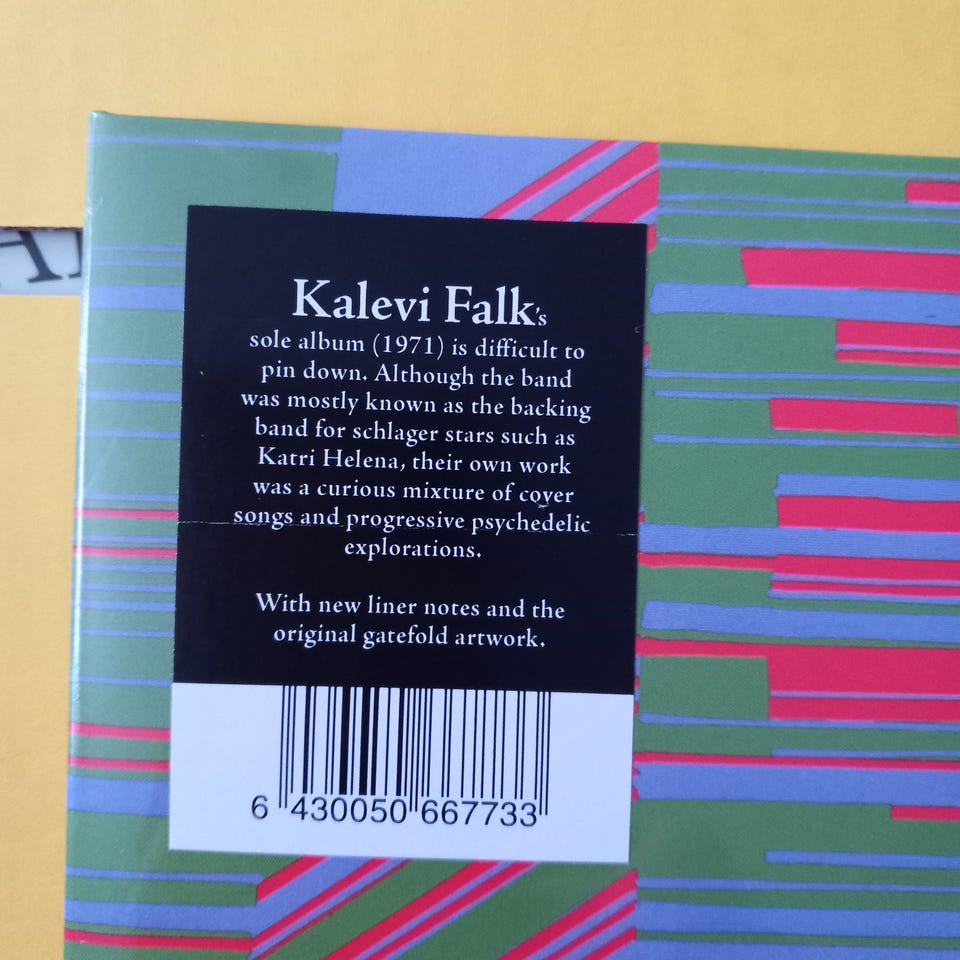 Kalevi Falk's
sole album (1971) is difficult to
pin down. Although the band
was mostly known as the backing
band for schlager stars such as
Katri Helena, their own work
was a curious mixture of cover
songs and progressive psychedelic
explorations.
With new liner notes and the
original gatefold artwork.
6 430050 667733